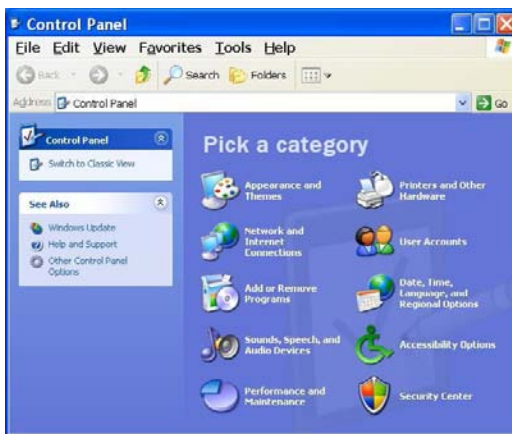 Control Panel
File Edit View Favorites Tools Help
Back Search Folders
Address Control Panel Go
Control Panel
Switch to Classic View
See Also
Windows Update
Help and Support
Other Control Panel
Options
Pick a category
Appearance and
Themes
Printers and Other
Hardware
Network and
Internet
Connections
User Accounts
Add or Remove
Programs
Date, Time,
Language, and
Regional Options
Sounds, Speech, and
Audio Devices
Accessibility Options
Performance and
Maintenance
Security Center